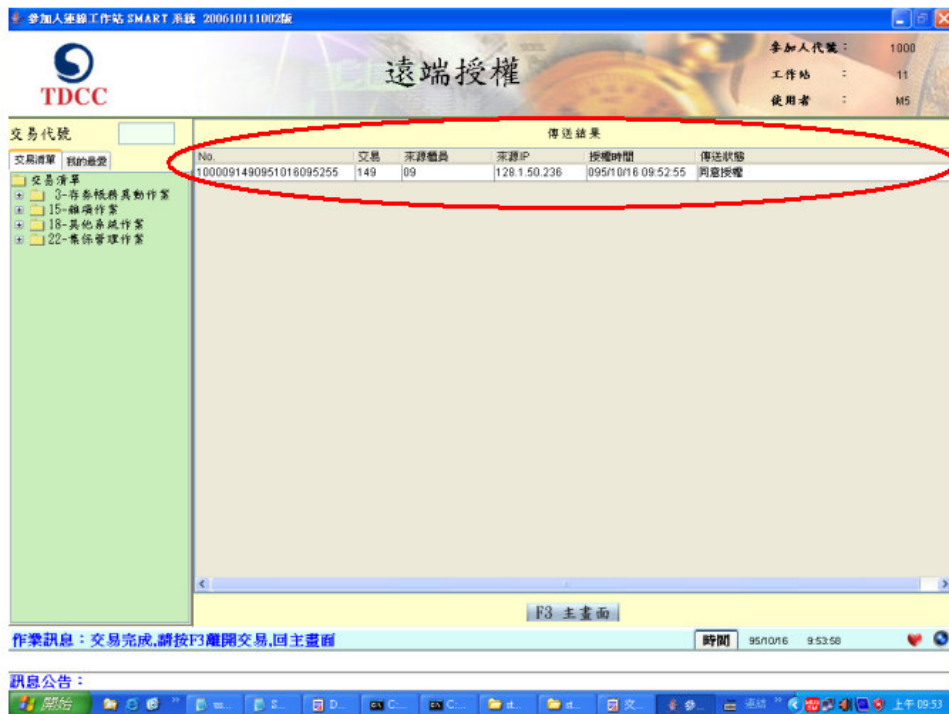 參加人連線工作站 SMART 系統 200610111002版
TDCC
遠端授權
參加人代號： 1000
工作站 ： 11
使用者 ： M5
交易代號
傳送結果
交易清單 我的最愛
No. 交易 來源櫃員 來源IP 授權時間 傳送狀態
1000091490951016095255 149 09 128.1.50.236 095/10/16 09:52:55 同意授權
交易清單
3-存券帳務異動作業
15-雜項作業
18-其他系統作業
22-集保管理作業
F3 主畫面
作業訊息：交易完成,請按F3離開交易,回主畫面
時間 95/10/16 9:53:58
訊息公告：
開始 S... D... C... C:... st... st... 交... 參... 連結 上午 09:53